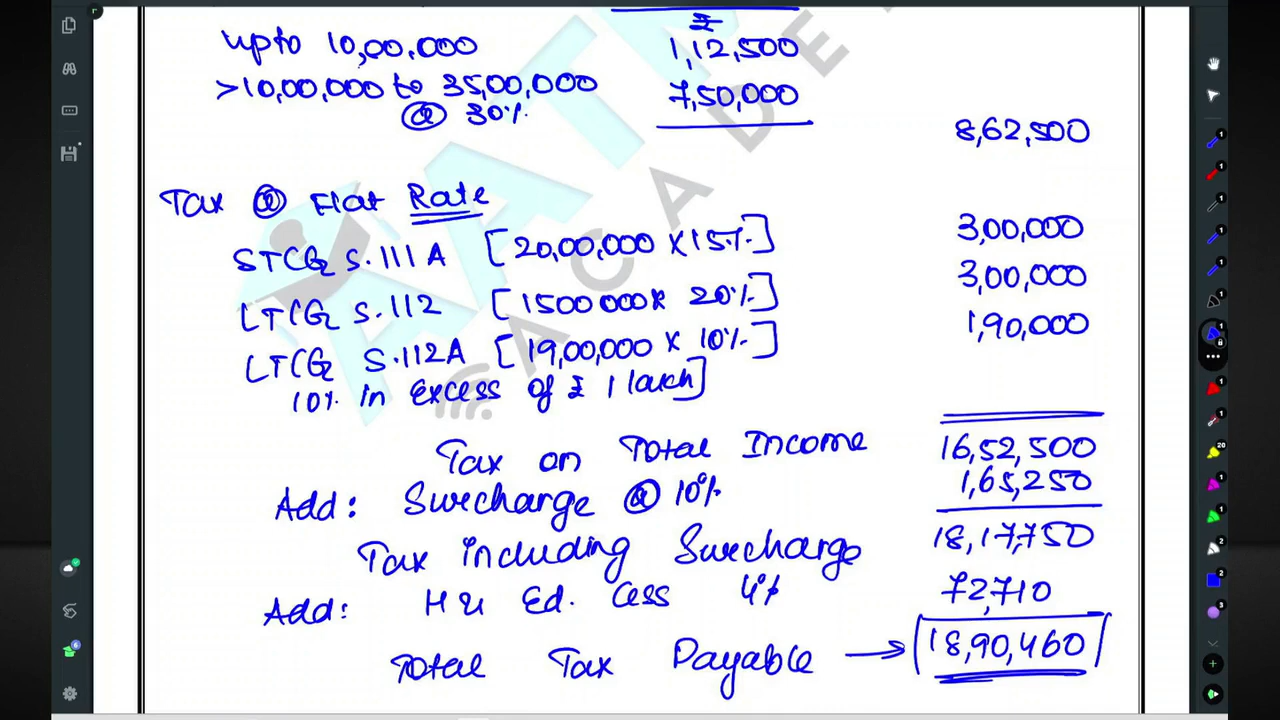 ₹
upto 10,00,000 1,12,500
>10,00,000 to 35,00,000 7,50,000
@ 30%
8,62,500
Tax @ Flat Rate
STCG S.111A [20,00,000 X 15%] 3,00,000
LTCG S.112 [1500000 x 20%] 3,00,000
LTCG S.112A [19,00,000 x 10%] 1,90,000
10% in Excess of ₹ 1 lakh]
Tax on Total Income 16,52,500
Add: Surcharge @ 10% 1,65,250
Tax including Surcharge 18,17,750
Add: H & Ed. Cess 4% 72,710
Total Tax Payable → 18,90,460